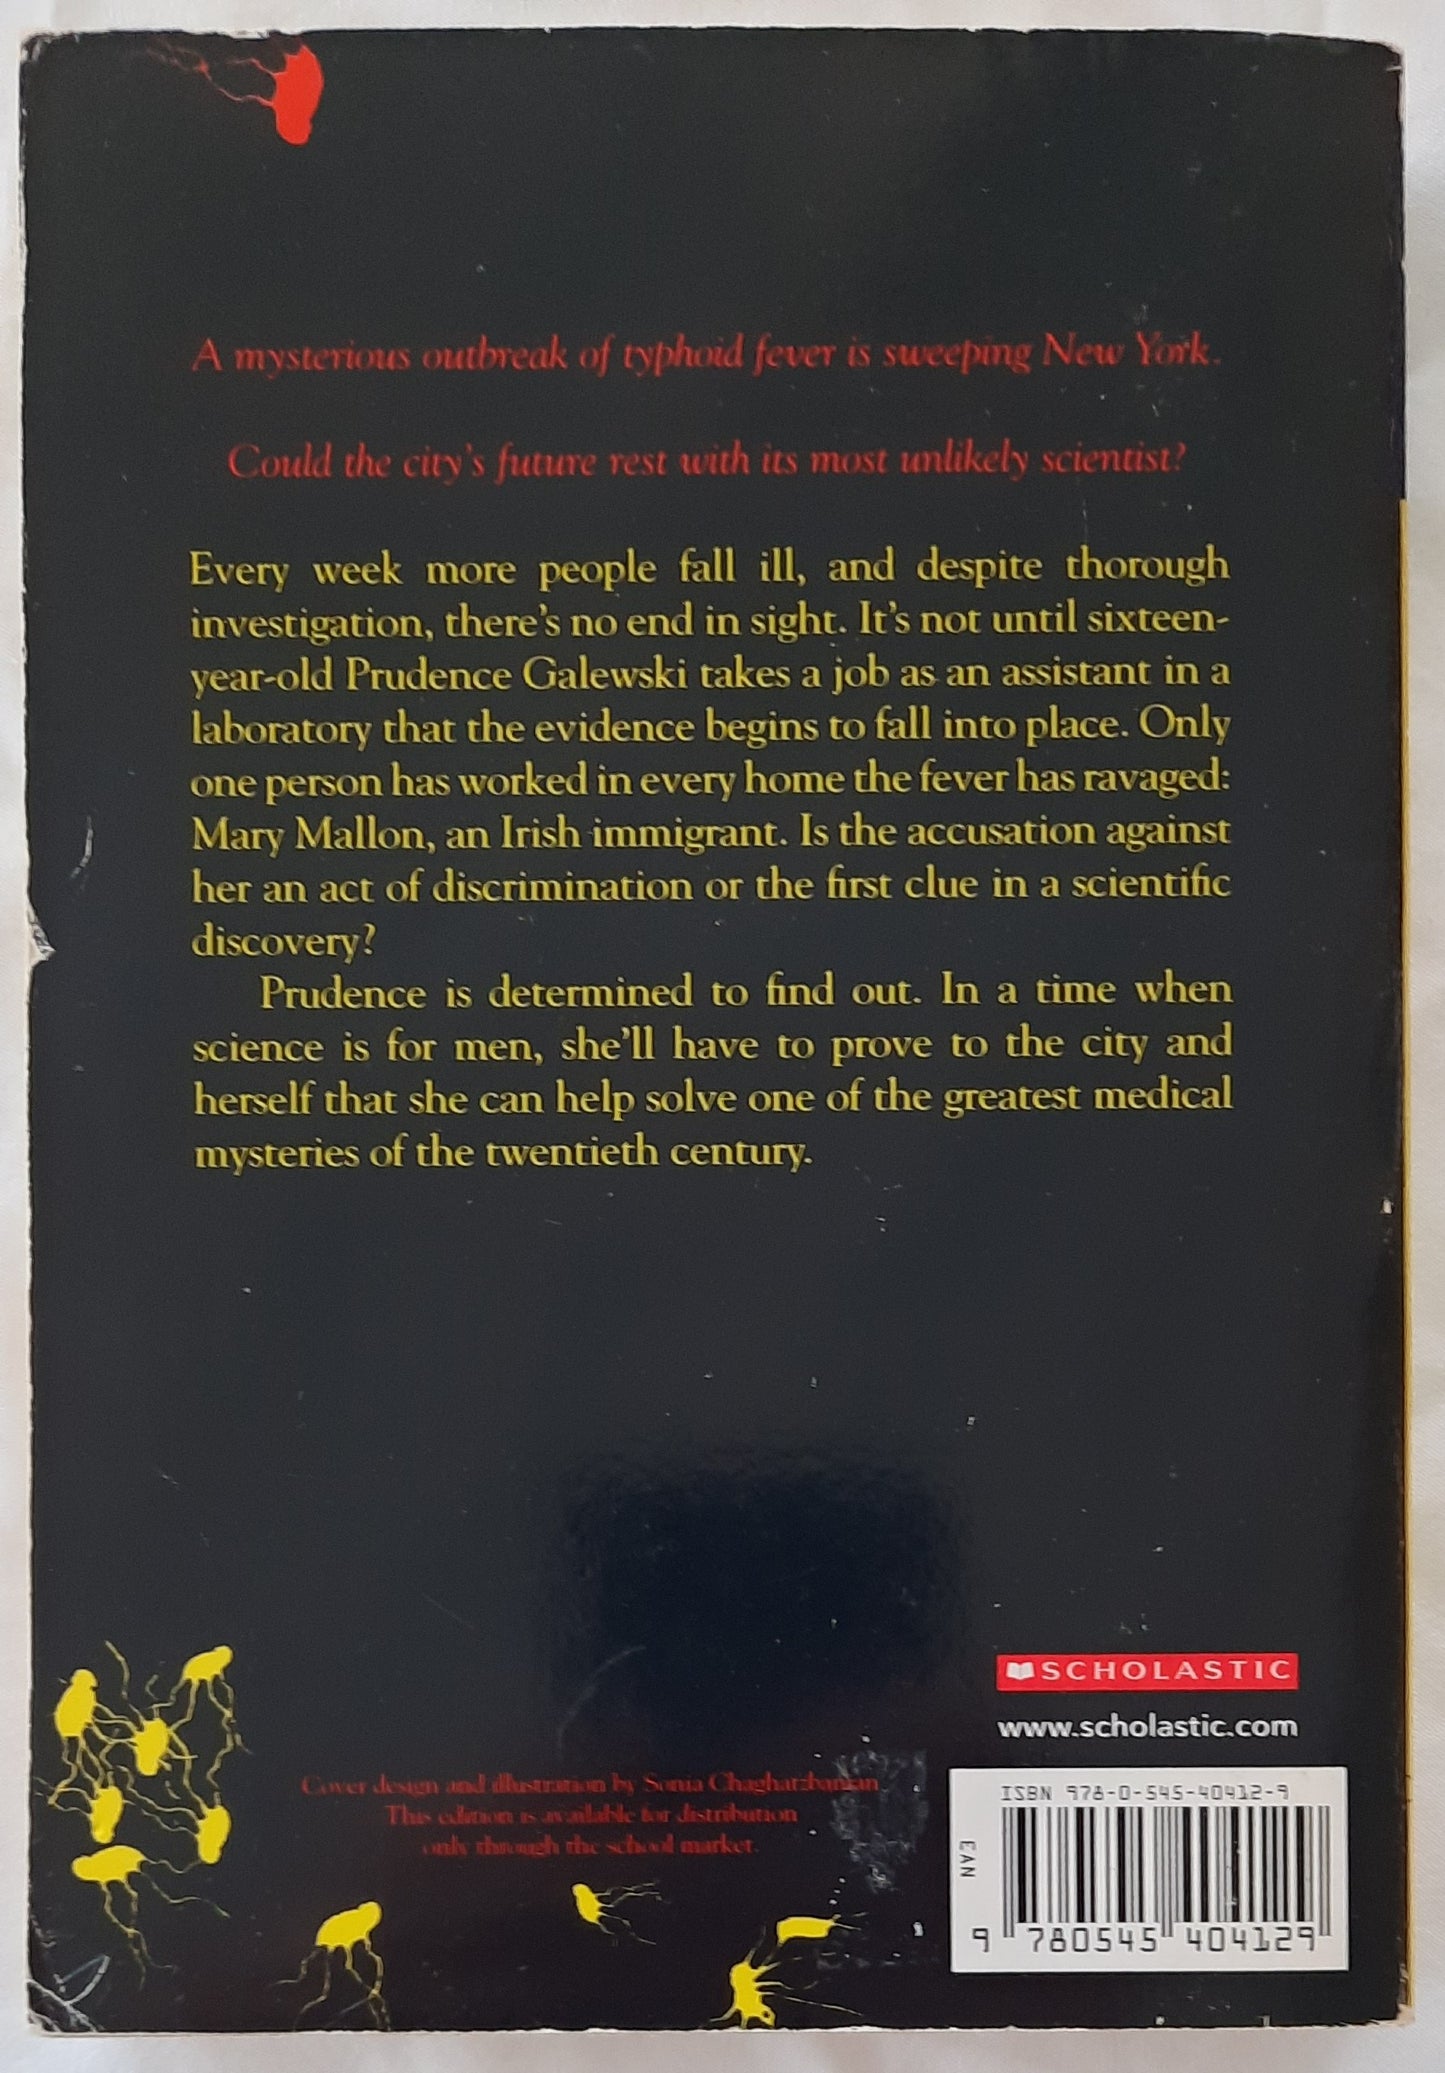 A mysterious outbreak of typhoid fever is sweeping New York.
Could the city's future rest with its most unlikely scientist?
Every week more people fall ill, and despite thorough
investigation, there's no end in sight. It's not until sixteen-
year-old Prudence Galewski takes a job as an assistant in a
laboratory that the evidence begins to fall into place. Only
one person has worked in every home the fever has ravaged:
Mary Mallon, an Irish immigrant. Is the accusation against
her an act of discrimination or the first clue in a scientific
discovery?
Prudence is determined to find out. In a time when
science is for men, she'll have to prove to the city and
herself that she can help solve one of the greatest medical
mysteries of the twentieth century.
SCHOLASTIC
www.scholastic.com
Cover design and illustration by Sonia Chaghatzbanian
This edition is available for distribution
only through the school market.
ISBN 978-0-545-40412-9
EAN
9 780545 404129